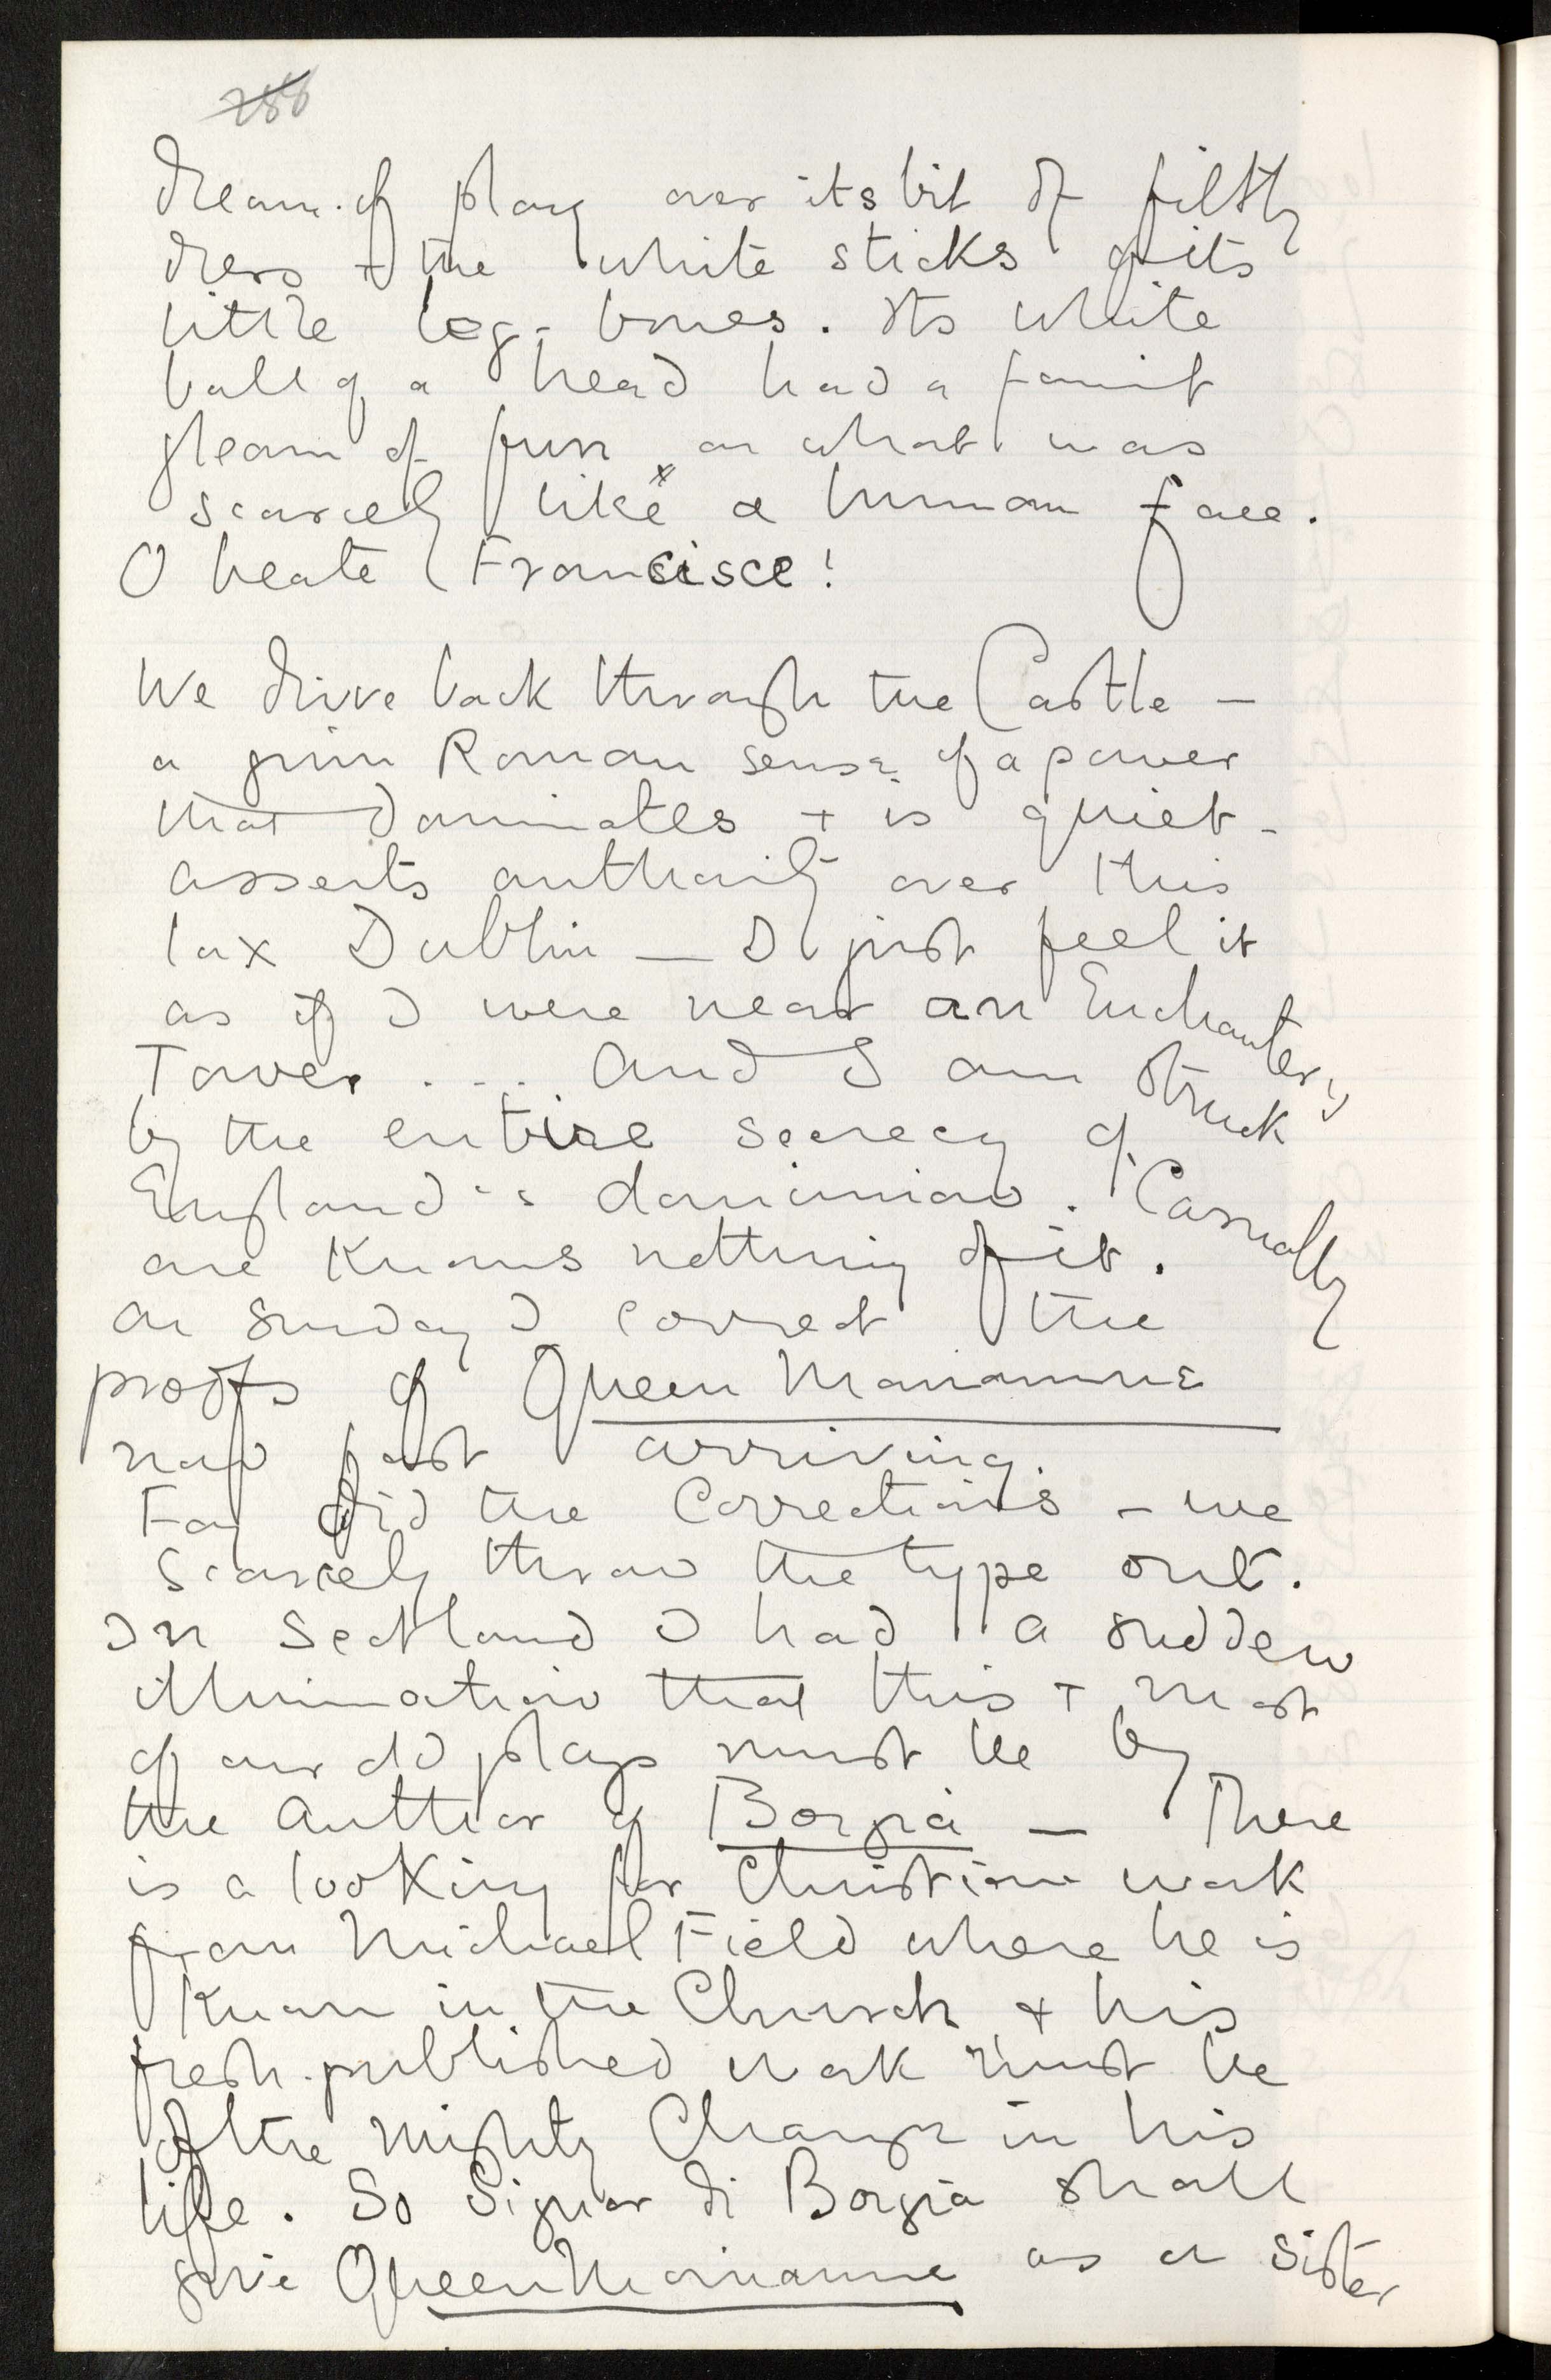 286
dream of play over its bit of filthy
dress + the white sticks of its
little leg-bones. Its white
ball of a head had a faint
gleam of fun on what was
scarcely like a human face.
O beate Francisce!
We drive back through the Castle —
a grim Roman sense of a power
that dominates + is quiet -
asserts authority over this
lax Dublin — I just feel it
as if I were near an Enchanter's
Tower . . . And I am struck
by the entire secrecy of
England's dominion. Casually
one knows nothing of it.
On Sunday I correct the
proofs of Queen Mariamne
now fast arriving.
Fay did the Corrections - we
scarcely throw the type out.
In Scotland I had a sudden
illumination that this + most
of our old plays must be by
the Author of Borgia — There
is a looking for Christian work
from Michael Field where he is
known in the Church + his
fresh-published work must be
of the mighty Change in his
life. So Signor di Borgia shall
give Queen Mariamne as a sister